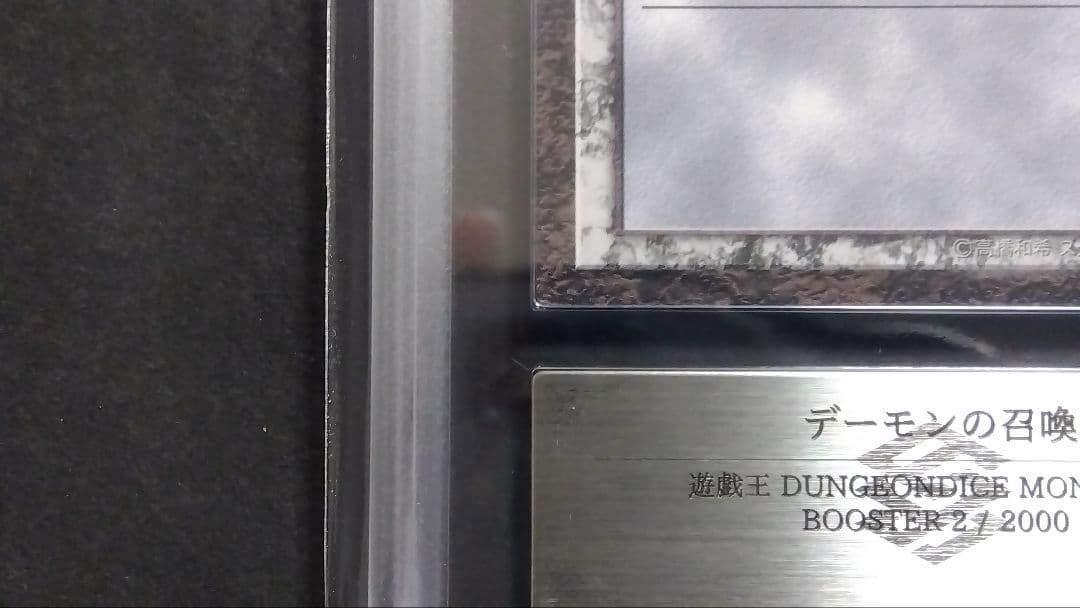 ©高橋和希 ス
デーモンの召喚
遊戯王 DUNGEONDICE MON
BOOSTER 2 / 2000